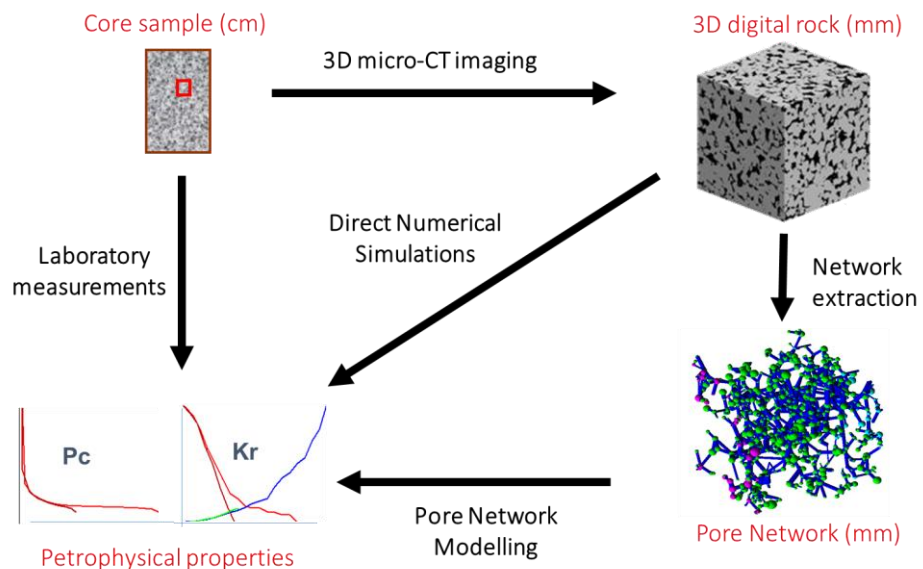 Core sample (cm)
3D digital rock (mm)
3D micro-CT imaging
Direct Numerical
Simulations
Laboratory
measurements
Network
extraction
Pc
Kr
Pore Network
Modelling
Pore Network (mm)
Petrophysical properties